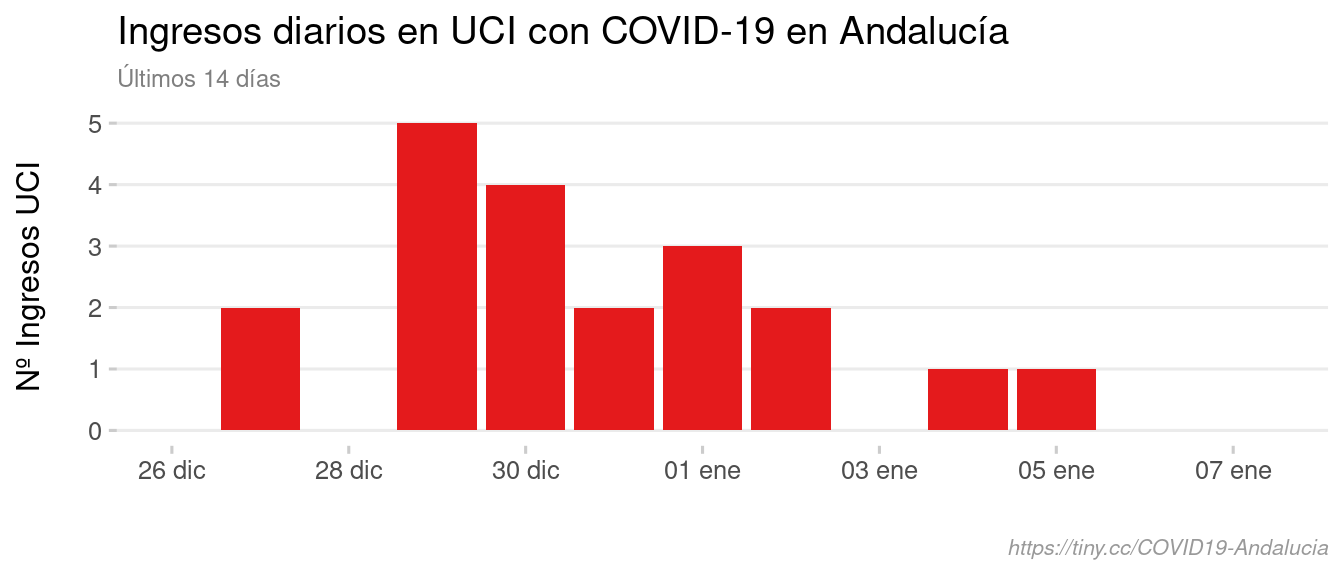 Ingresos diarios en UCI con COVID-19 en Andalucía
Últimos 14 días
Nº Ingresos UCI
5
4
3
2
1
0
26 dic 28 dic 30 dic 01 ene 03 ene 05 ene 07 ene
https://tiny.cc/COVID19-Andalucia